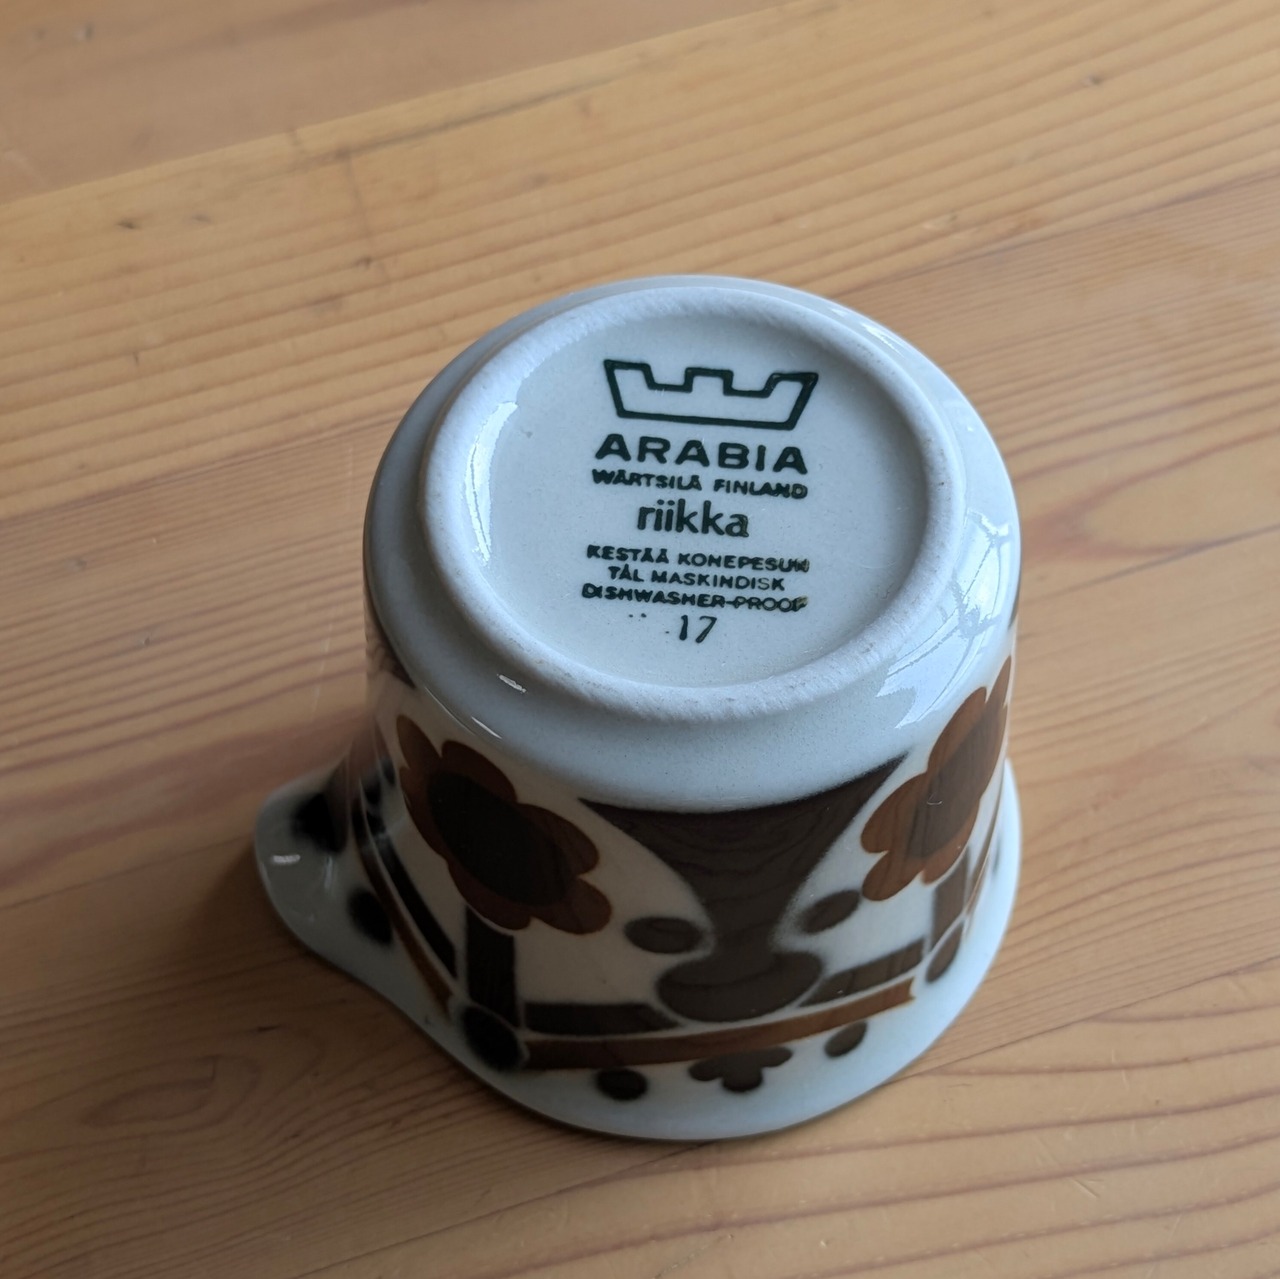 ARABIA
WÄRTSILÄ FINLAND
riikka
KESTÄÄ KONEPESUN
TÅL MASKINDISK
DISHWASHER-PROOF
17